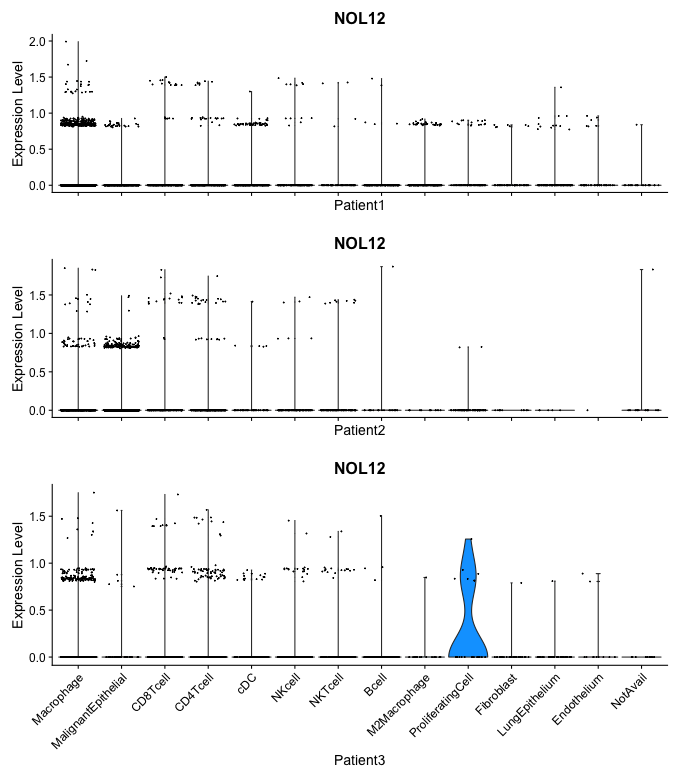 NOL12
Expression Level
2.0
1.5
1.0
0.5
0.0
Patient1
NOL12
Expression Level
1.5
1.0
0.5
0.0
Patient2
NOL12
Expression Level
1.5
1.0
0.5
0.0
Macrophage
MalignantEpithelial
CD8Tcell
CD4Tcell
cDC
NKcell
NKTcell
Bcell
M2Macrophage
ProliferatingCell
Fibroblast
LungEpithelium
Endothelium
NotAvail
Patient3